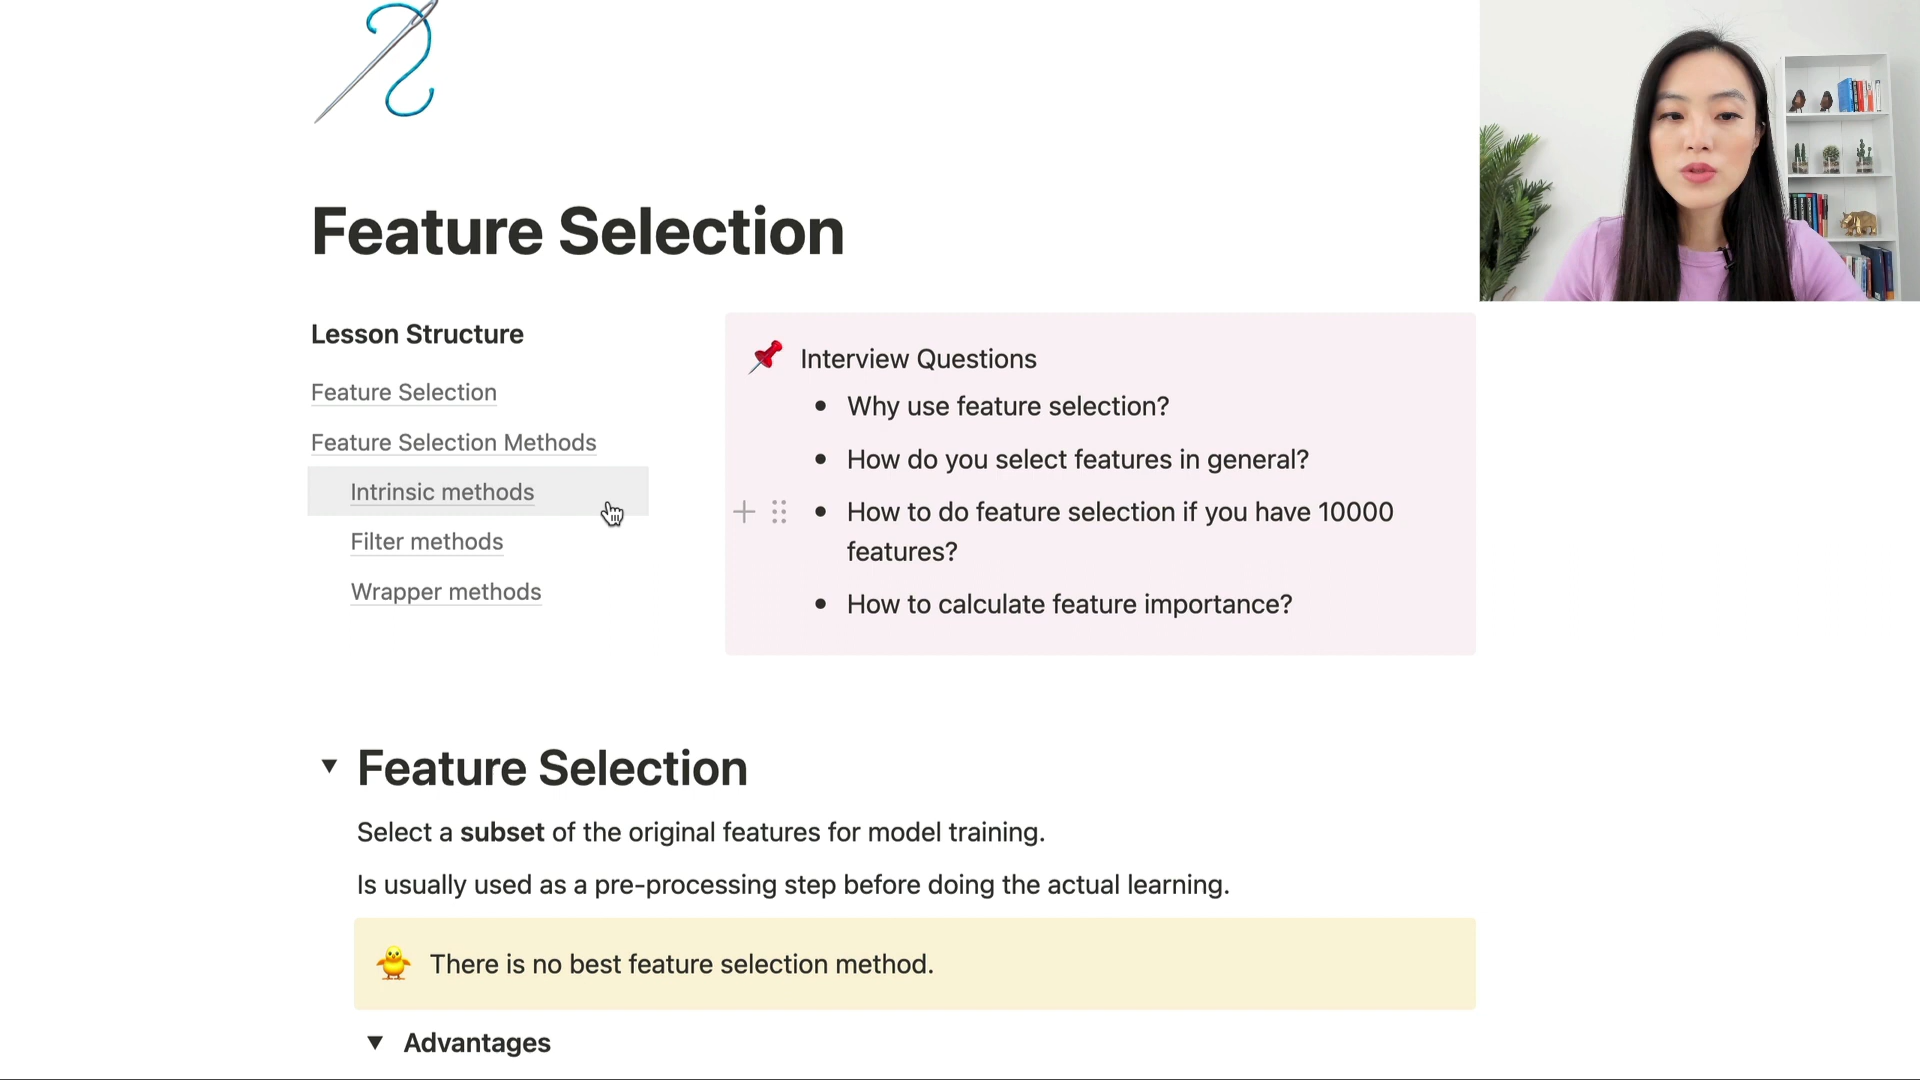 Feature Selection
Lesson Structure
Feature Selection
Feature Selection Methods
Intrinsic methods
Filter methods
Wrapper methods
Interview Questions
• Why use feature selection?
• How do you select features in general?
• How to do feature selection if you have 10000
features?
• How to calculate feature importance?
Feature Selection
Select a subset of the original features for model training.
Is usually used as a pre-processing step before doing the actual learning.
There is no best feature selection method.
Advantages